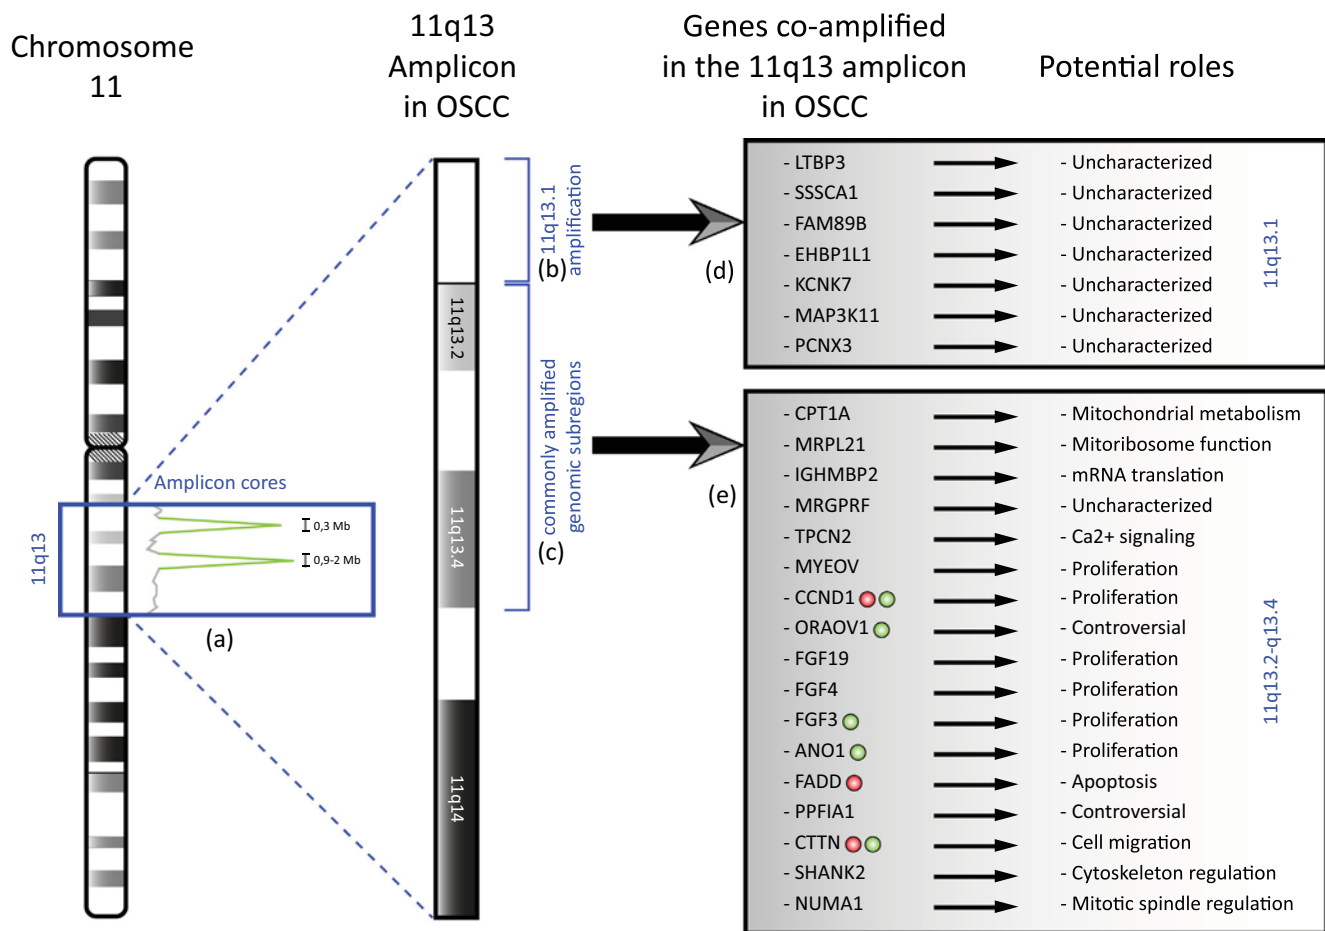 Chromosome
11
11q13
Amplicon
in OSCC
Genes co-amplified
in the 11q13 amplicon
in OSCC
Potential roles
Amplicon cores
0,3 Mb
0,9-2 Mb
11q13
(a)
11q13.2
11q13.4
11q14
11q13.1
amplification
(b)
commonly amplified
genomic subregions
(c)
(d)
- LTBP3 - Uncharacterized
- SSSCA1 - Uncharacterized
- FAM89B - Uncharacterized
- EHBP1L1 - Uncharacterized
- KCNK7 - Uncharacterized
- MAP3K11 - Uncharacterized
- PCNX3 - Uncharacterized
11q13.1
(e)
- CPT1A - Mitochondrial metabolism
- MRPL21 - Mitoribosome function
- IGHMBP2 - mRNA translation
- MRGPRF - Uncharacterized
- TPCN2 - Ca2+ signaling
- MYEOV - Proliferation
- CCND1 - Proliferation
- ORAOV1 - Controversial
- FGF19 - Proliferation
- FGF4 - Proliferation
- FGF3 - Proliferation
- ANO1 - Proliferation
- FADD - Apoptosis
- PPFIA1 - Controversial
- CTTN - Cell migration
- SHANK2 - Cytoskeleton regulation
- NUMA1 - Mitotic spindle regulation
11q13.2-q13.4